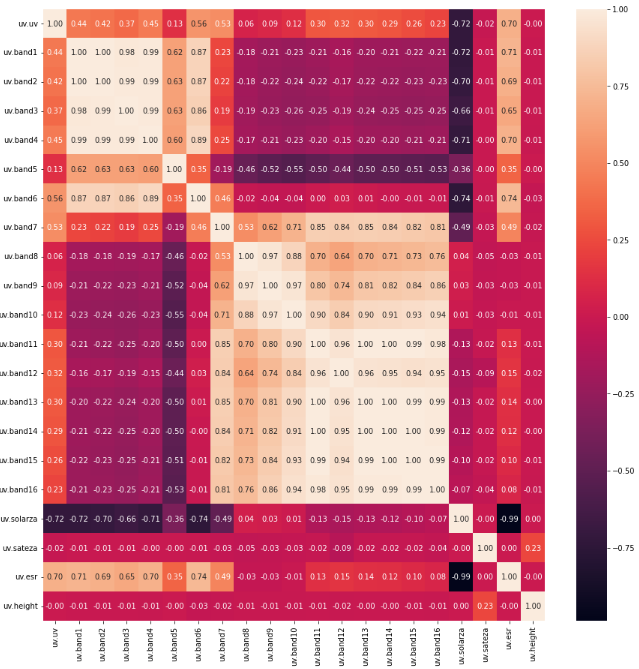 uv.uv 1.00 0.44 0.42 0.37 0.45 0.13 0.56 0.53 0.06 0.09 0.12 0.30 0.32 0.30 0.29 0.26 0.23 -0.72 -0.02 0.70 -0.00
uv.band1 0.44 1.00 1.00 0.98 0.99 0.62 0.87 0.23 -0.18 -0.21 -0.23 -0.21 -0.16 -0.20 -0.21 -0.22 -0.21 -0.72 -0.01 0.71 -0.01
uv.band2 0.42 1.00 1.00 0.99 0.99 0.63 0.87 0.22 -0.18 -0.22 -0.24 -0.22 -0.17 -0.22 -0.22 -0.23 -0.23 -0.70 -0.01 0.69 -0.01
uv.band3 0.37 0.98 0.99 1.00 0.99 0.63 0.86 0.19 -0.19 -0.23 -0.26 -0.25 -0.19 -0.24 -0.25 -0.25 -0.25 -0.66 -0.01 0.65 -0.01
uv.band4 0.45 0.99 0.99 0.99 1.00 0.60 0.89 0.25 -0.17 -0.21 -0.23 -0.20 -0.15 -0.20 -0.20 -0.21 -0.21 -0.71 -0.00 0.70 -0.01
uv.band5 0.13 0.62 0.63 0.63 0.60 1.00 0.35 -0.19 -0.46 -0.52 -0.55 -0.50 -0.44 -0.50 -0.50 -0.51 -0.53 -0.36 -0.00 0.35 -0.00
uv.band6 0.56 0.87 0.87 0.86 0.89 0.35 1.00 0.46 -0.02 -0.04 -0.04 0.00 0.03 0.01 -0.00 -0.01 -0.01 -0.74 -0.01 0.74 -0.03
uv.band7 0.53 0.23 0.22 0.19 0.25 -0.19 0.46 1.00 0.53 0.62 0.71 0.85 0.84 0.85 0.84 0.82 0.81 -0.49 -0.03 0.49 -0.02
uv.band8 0.06 -0.18 -0.18 -0.19 -0.17 -0.46 -0.02 0.53 1.00 0.97 0.88 0.70 0.64 0.70 0.71 0.73 0.76 0.04 -0.05 -0.03 -0.01
uv.band9 0.09 -0.21 -0.22 -0.23 -0.21 -0.52 -0.04 0.62 0.97 1.00 0.97 0.80 0.74 0.81 0.82 0.84 0.86 0.03 -0.03 -0.03 -0.01
uv.band10 0.12 -0.23 -0.24 -0.26 -0.23 -0.55 -0.04 0.71 0.88 0.97 1.00 0.90 0.84 0.90 0.91 0.93 0.94 0.01 -0.03 -0.01 -0.01
uv.band11 0.30 -0.21 -0.22 -0.25 -0.20 -0.50 0.00 0.85 0.70 0.80 0.90 1.00 0.96 1.00 1.00 0.99 0.98 -0.13 -0.02 0.13 -0.01
uv.band12 0.32 -0.16 -0.17 -0.19 -0.15 -0.44 0.03 0.84 0.64 0.74 0.84 0.96 1.00 0.96 0.95 0.94 0.95 -0.15 -0.09 0.15 -0.02
uv.band13 0.30 -0.20 -0.22 -0.24 -0.20 -0.50 0.01 0.85 0.70 0.81 0.90 1.00 0.96 1.00 1.00 0.99 0.99 -0.13 -0.02 0.14 -0.00
uv.band14 0.29 -0.21 -0.22 -0.25 -0.20 -0.50 -0.00 0.84 0.71 0.82 0.91 1.00 0.95 1.00 1.00 1.00 0.99 -0.12 -0.02 0.12 -0.00
uv.band15 0.26 -0.22 -0.23 -0.25 -0.21 -0.51 -0.01 0.82 0.73 0.84 0.93 0.99 0.94 0.99 1.00 1.00 0.99 -0.10 -0.02 0.10 -0.01
uv.band16 0.23 -0.21 -0.23 -0.25 -0.21 -0.53 -0.01 0.81 0.76 0.86 0.94 0.98 0.95 0.99 0.99 0.99 1.00 -0.07 -0.04 0.08 -0.01
uv.solarza -0.72 -0.72 -0.70 -0.66 -0.71 -0.36 -0.74 -0.49 0.04 0.03 0.01 -0.13 -0.15 -0.13 -0.12 -0.10 -0.07 1.00 -0.00 -0.99 0.00
uv.sateza -0.02 -0.01 -0.01 -0.01 -0.00 -0.00 -0.01 -0.03 -0.05 -0.03 -0.03 -0.02 -0.09 -0.02 -0.02 -0.02 -0.04 -0.00 1.00 0.00 0.23
uv.esr 0.70 0.71 0.69 0.65 0.70 0.35 0.74 0.49 -0.03 -0.03 -0.01 0.13 0.15 0.14 0.12 0.10 0.08 -0.99 0.00 1.00 -0.00
uv.height -0.00 -0.01 -0.01 -0.01 -0.01 -0.00 -0.03 -0.02 -0.01 -0.01 -0.01 -0.01 -0.02 -0.00 -0.00 -0.01 -0.01 0.00 0.23 -0.00 1.00
uv.uv uv.band1 uv.band2 uv.band3 uv.band4 uv.band5 uv.band6 uv.band7 uv.band8 uv.band9 uv.band10 uv.band11 uv.band12 uv.band13 uv.band14 uv.band15 uv.band16 uv.solarza uv.sateza uv.esr uv.height
1.00
0.75
0.50
0.25
0.00
-0.25
-0.50
-0.75